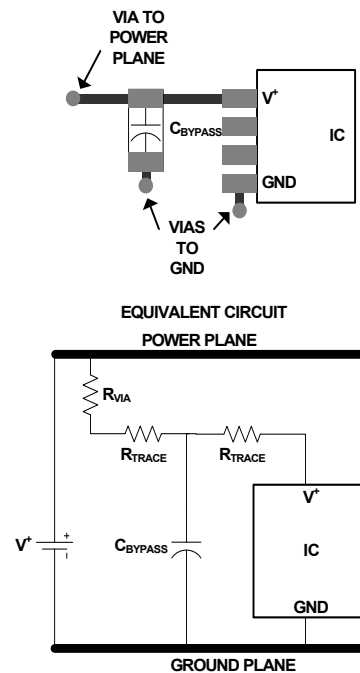 VIA TO
POWER
PLANE
V+
CBYPASS
IC
GND
VIAS
TO
GND
EQUIVALENT CIRCUIT
POWER PLANE
RVIA
RTRACE
RTRACE
V+
+
-
CBYPASS
V+
IC
GND
GROUND PLANE